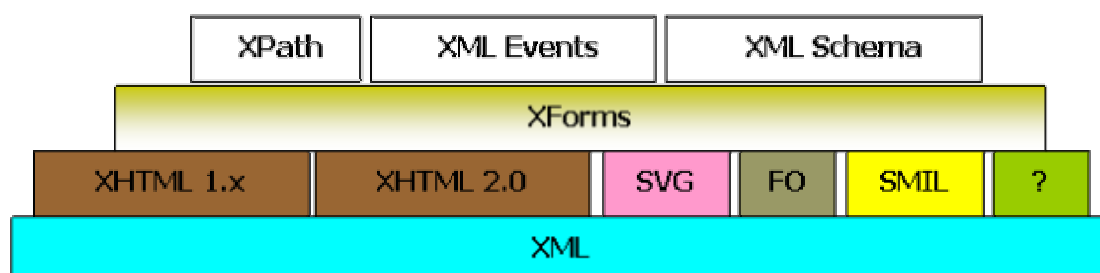 XPath XML Events XML Schema
XForms
XHTML 1.x XHTML 2.0 SVG FO SMIL ?
XML